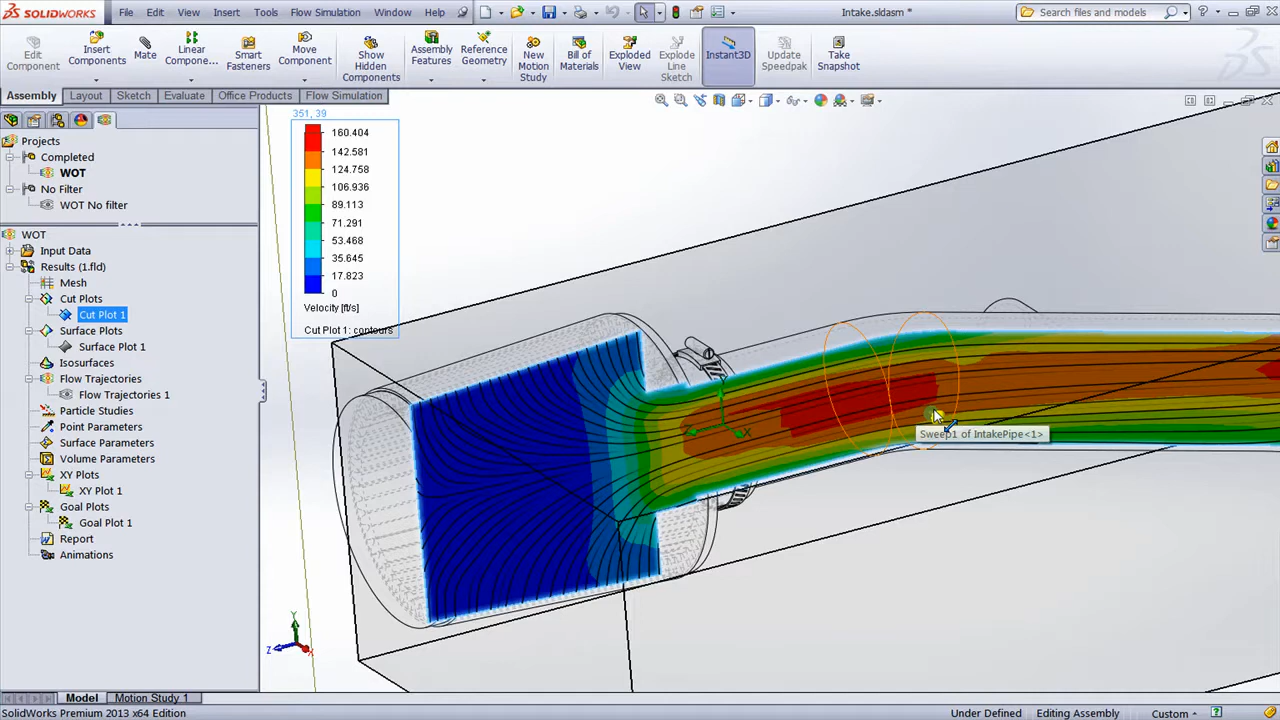 SOLIDWORKS
File Edit View Insert Tools Flow Simulation Window Help
Intake.sldasm *
Search files and models
Edit Component
Insert Components
Mate
Linear Compone...
Smart Fasteners
Move Component
Show Hidden Components
Assembly Features
Reference Geometry
New Motion Study
Bill of Materials
Exploded View
Explode Line Sketch
Instant3D
Update Speedpak
Take Snapshot
Assembly Layout Sketch Evaluate Office Products Flow Simulation
Projects
Completed
WOT
No Filter
WOT No filter
WOT
Input Data
Results (1.fld)
Mesh
Cut Plots
Cut Plot 1
Surface Plots
Surface Plot 1
Isosurfaces
Flow Trajectories
Flow Trajectories 1
Particle Studies
Point Parameters
Surface Parameters
Volume Parameters
XY Plots
XY Plot 1
Goal Plots
Goal Plot 1
Report
Animations
351, 39
160.404
142.581
124.758
106.936
89.113
71.291
53.468
35.645
17.823
0
Velocity [ft/s]
Cut Plot 1: contours
X
Sweep1 of IntakePipe<1>
Y
Z
X
Model Motion Study 1
SolidWorks Premium 2013 x64 Edition
Under Defined Editing Assembly Custom